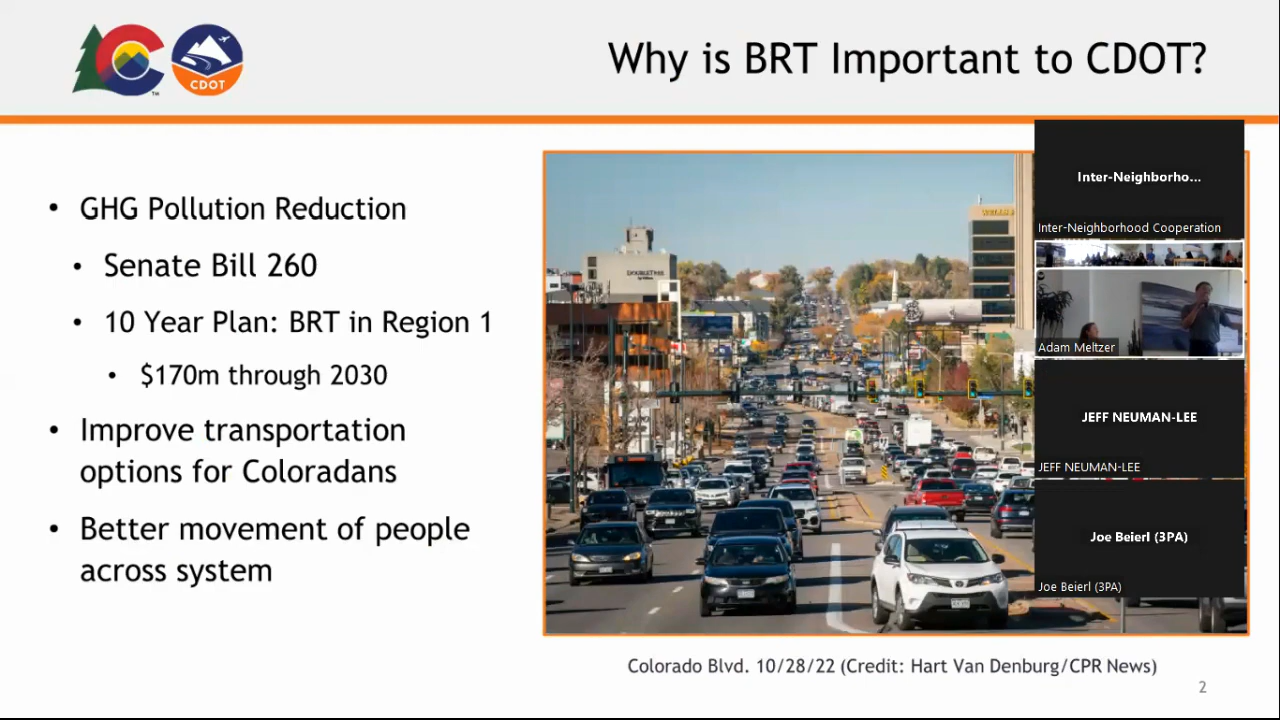 CDOT
TM
Why is BRT Important to CDOT?
• GHG Pollution Reduction
• Senate Bill 260
• 10 Year Plan: BRT in Region 1
• $170m through 2030
• Improve transportation
options for Coloradans
• Better movement of people
across system
DOUBLETREE
Inter-Neighborho...
Inter-Neighborhood Cooperation
Adam Meltzer
JEFF NEUMAN-LEE
JEFF NEUMAN-LEE
Joe Beierl (3PA)
Joe Beierl (3PA)
Colorado Blvd. 10/28/22 (Credit: Hart Van Denburg/CPR News)
2